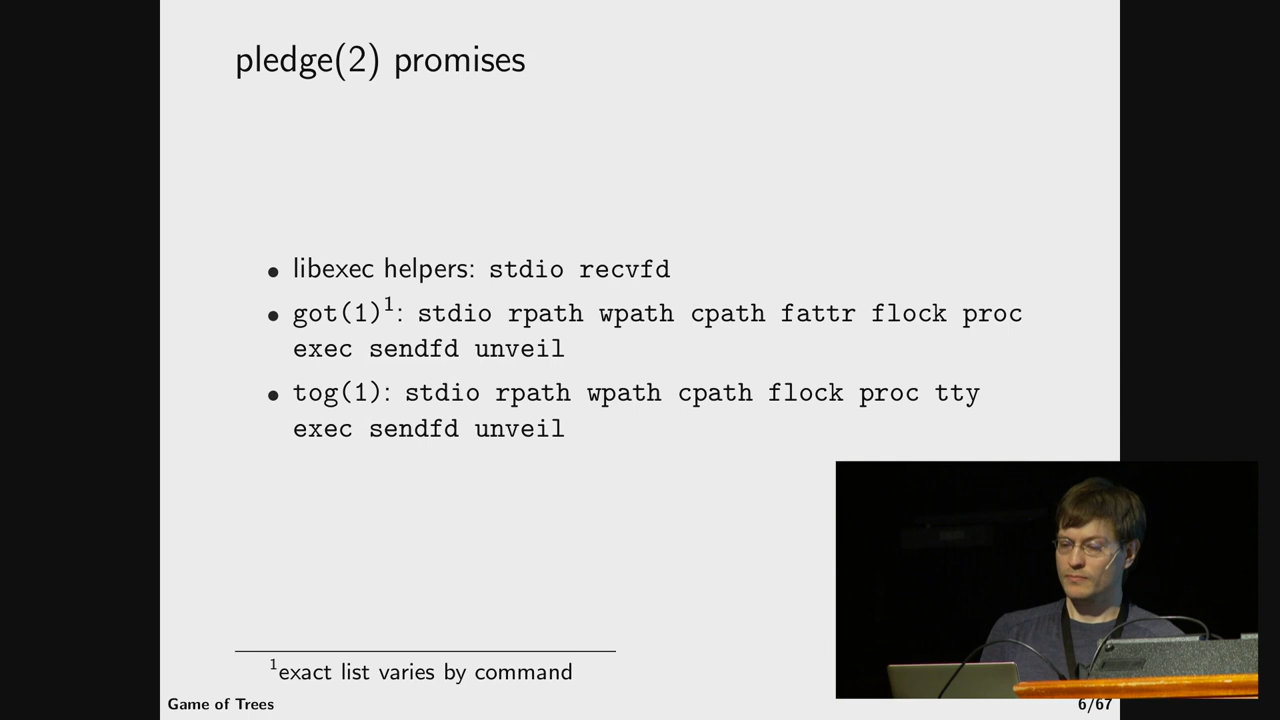 pledge(2) promises
• libexec helpers: stdio recvfd
• got(1)¹: stdio rpath wpath cpath fattr flock proc
exec sendfd unveil
• tog(1): stdio rpath wpath cpath flock proc tty
exec sendfd unveil
¹exact list varies by command
Game of Trees
6/67